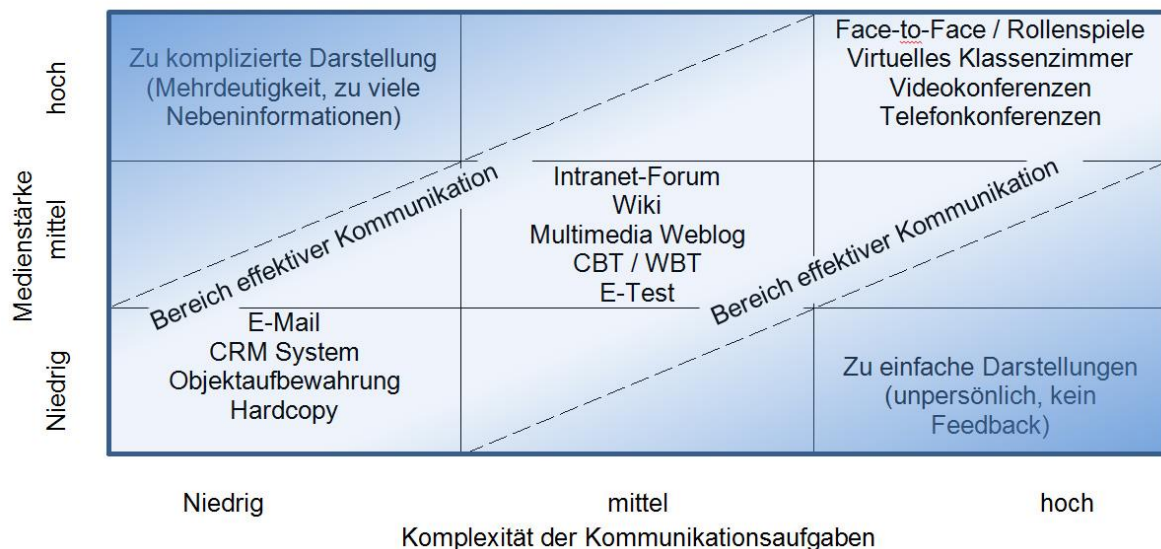 Zu komplizierte Darstellung
(Mehrdeutigkeit, zu viele
Nebeninformationen)
Face-to-Face / Rollenspiele
Virtuelles Klassenzimmer
Videokonferenzen
Telefonkonferenzen
hoch
Medienstärke
mittel
Bereich effektiver Kommunikation
Intranet-Forum
Wiki
Multimedia Weblog
CBT / WBT
E-Test
Bereich effektiver Kommunikation
Niedrig
E-Mail
CRM System
Objektaufbewahrung
Hardcopy
Zu einfache Darstellungen
(unpersönlich, kein
Feedback)
Niedrig
mittel
hoch
Komplexität der Kommunikationsaufgaben